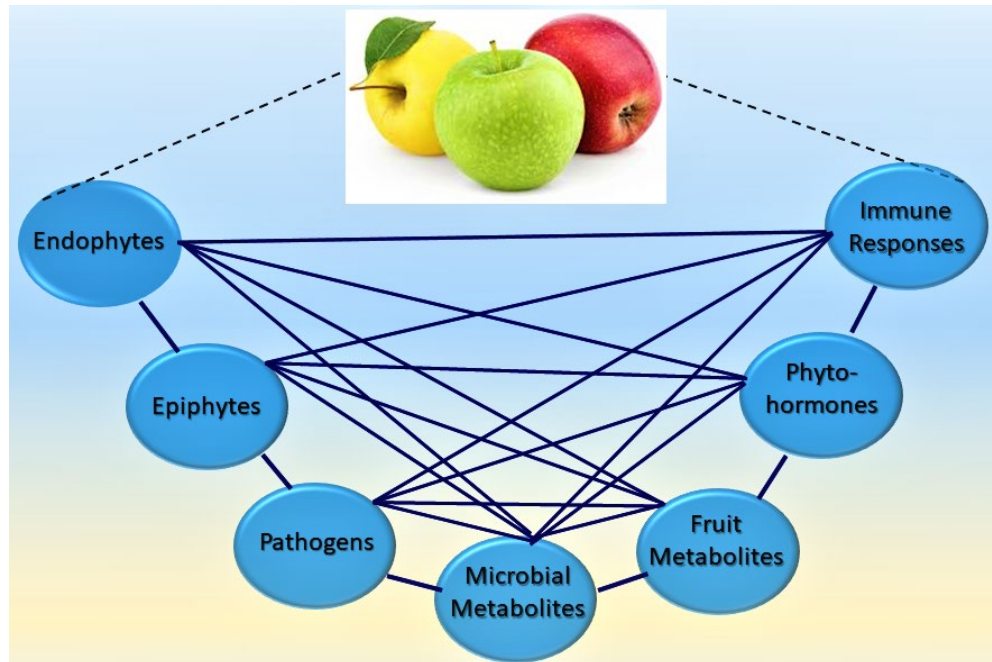 Endophytes
Immune
Responses
Epiphytes
Phyto-
hormones
Pathogens
Fruit
Metabolites
Microbial
Metabolites